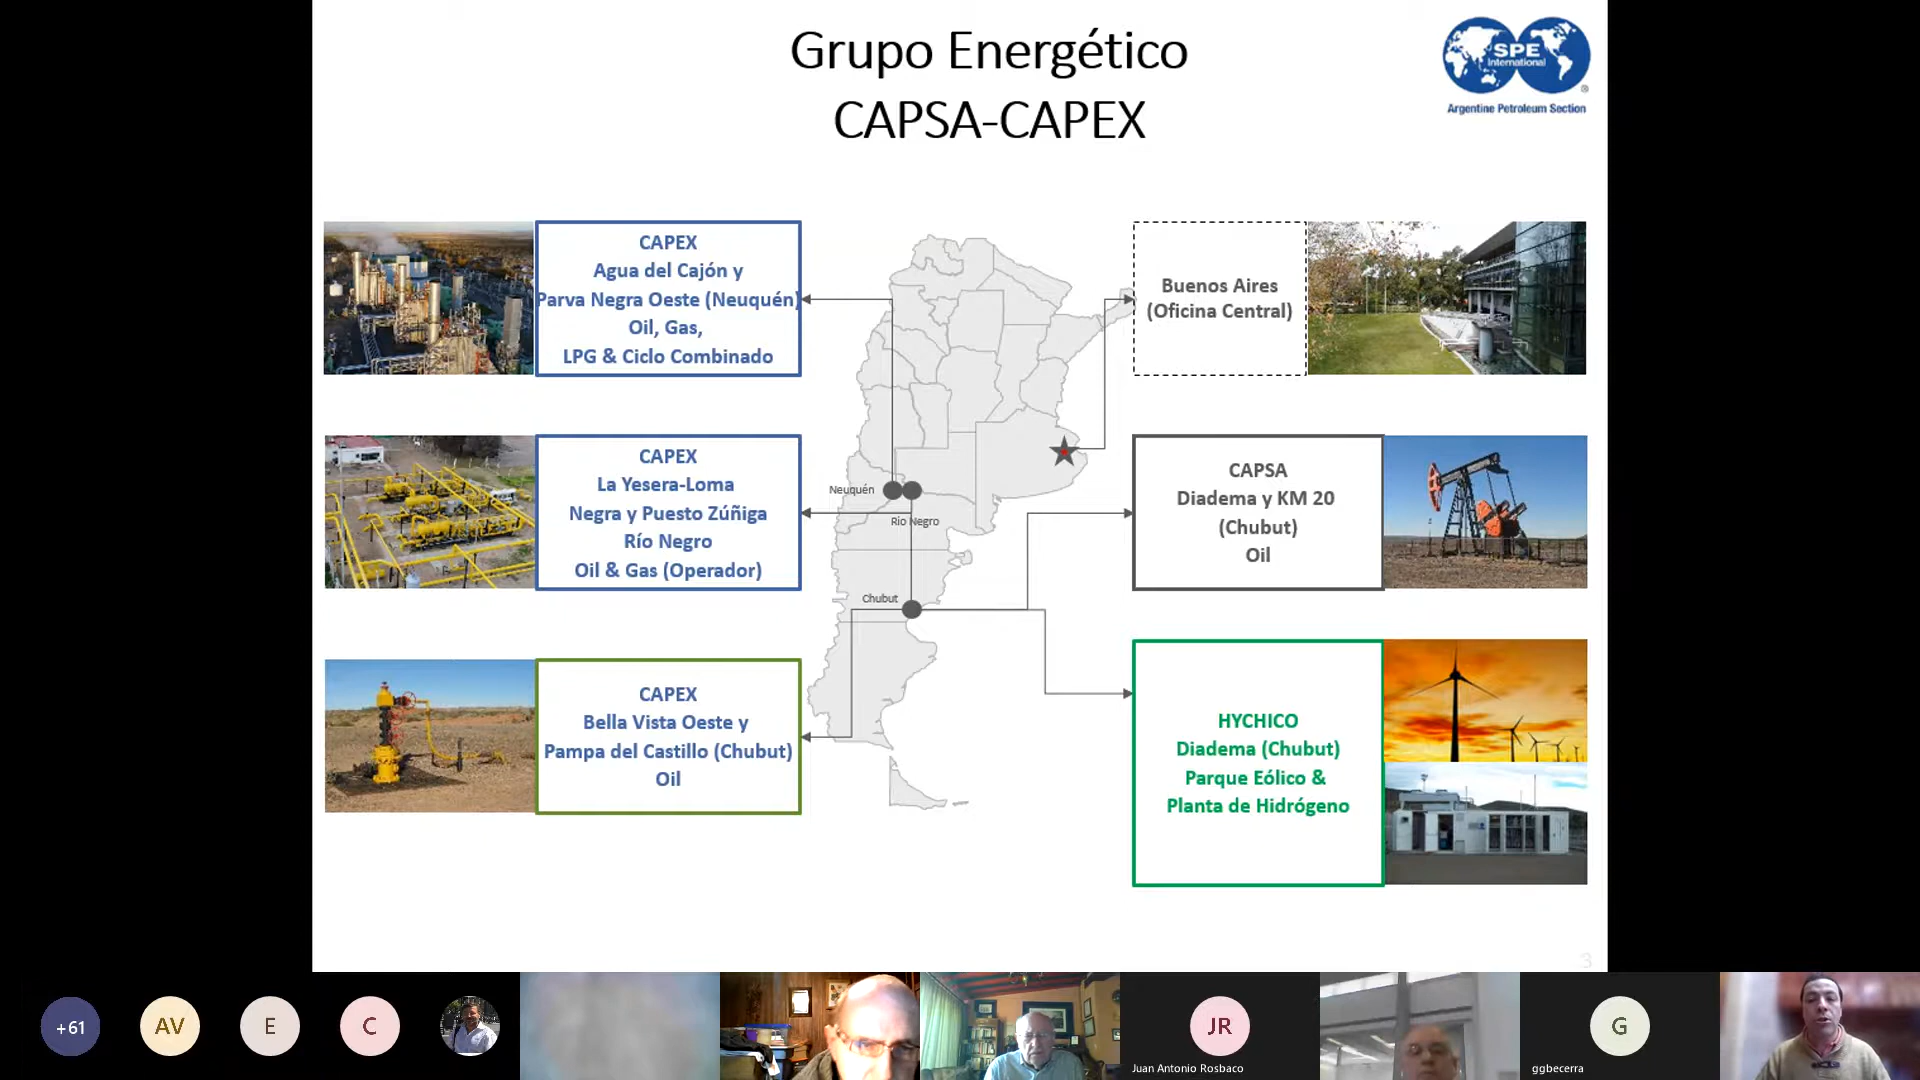 Grupo Energético
CAPSA-CAPEX
SPE
International
®
Argentine Petroleum Section
CAPEX
Agua del Cajón y
Parva Negra Oeste (Neuquén)
Oil, Gas,
LPG & Ciclo Combinado
Buenos Aires
(Oficina Central)
CAPEX
La Yesera-Loma
Negra y Puesto Zúñiga
Río Negro
Oil & Gas (Operador)
Neuquén
Río Negro
Chubut
CAPSA
Diadema y KM 20
(Chubut)
Oil
CAPEX
Bella Vista Oeste y
Pampa del Castillo (Chubut)
Oil
HYCHICO
Diadema (Chubut)
Parque Eólico &
Planta de Hidrógeno
3
+61
AV
E
C
JR
Juan Antonio Rosbaco
G
ggbecerra